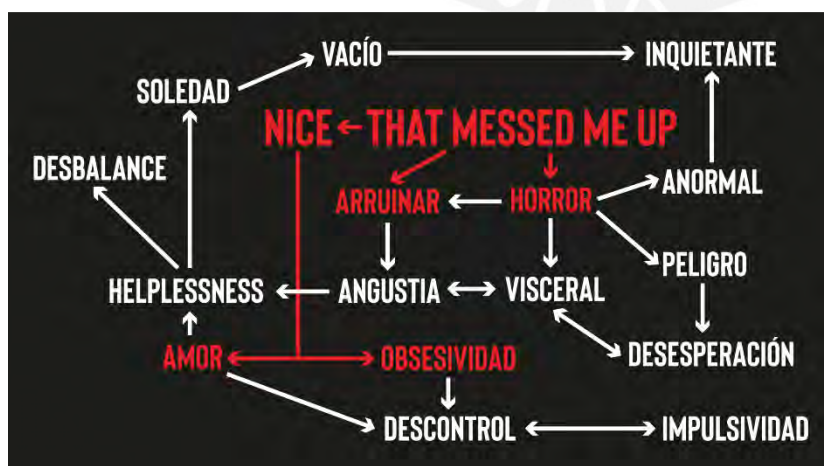 VACÍO INQUIETANTE
SOLEDAD
NICE THAT MESSED ME UP
DESBALANCE ANORMAL
ARRUINAR HORROR
PELIGRO
HELPLESSNESS ANGUSTIA VISCERAL
AMOR OBSESIVIDAD DESESPERACIÓN
DESCONTROL IMPULSIVIDAD